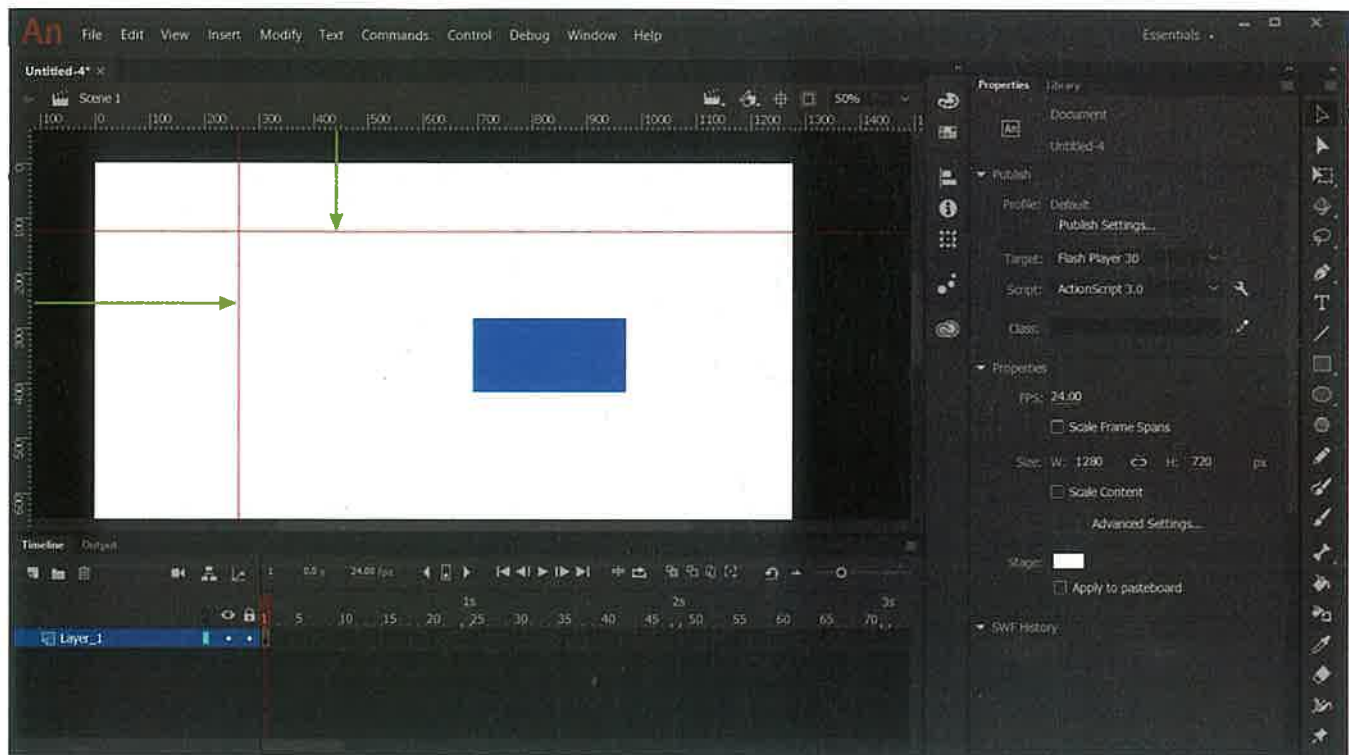 An File Edit View Insert Modify Text Commands Control Debug Window Help Essentials
Untitled-4* ×
Scene 1 50%
|100 |0 |100 |200 |300 |400 |500 |600 |700 |800 |900 |1000 |1100 |1200 |1300 |1400
0
100
200
300
400
500
600
Properties Library
Document
An
Untitled-4
Publish
Profile: Default
Publish Settings...
Target: Flash Player 30
Script: ActionScript 3.0
Class:
Properties
FPS: 24.00
Scale Frame Spans
Size: W: 1280 H: 720 px
Scale Content
Advanced Settings...
Stage:
Apply to pasteboard
SWF History
T
Timeline Output
1 0.0 s 24.00 fps
1s 2s 3s
1 5 10 15 20 25 30 35 40 45 50 55 60 65 70
Layer_1